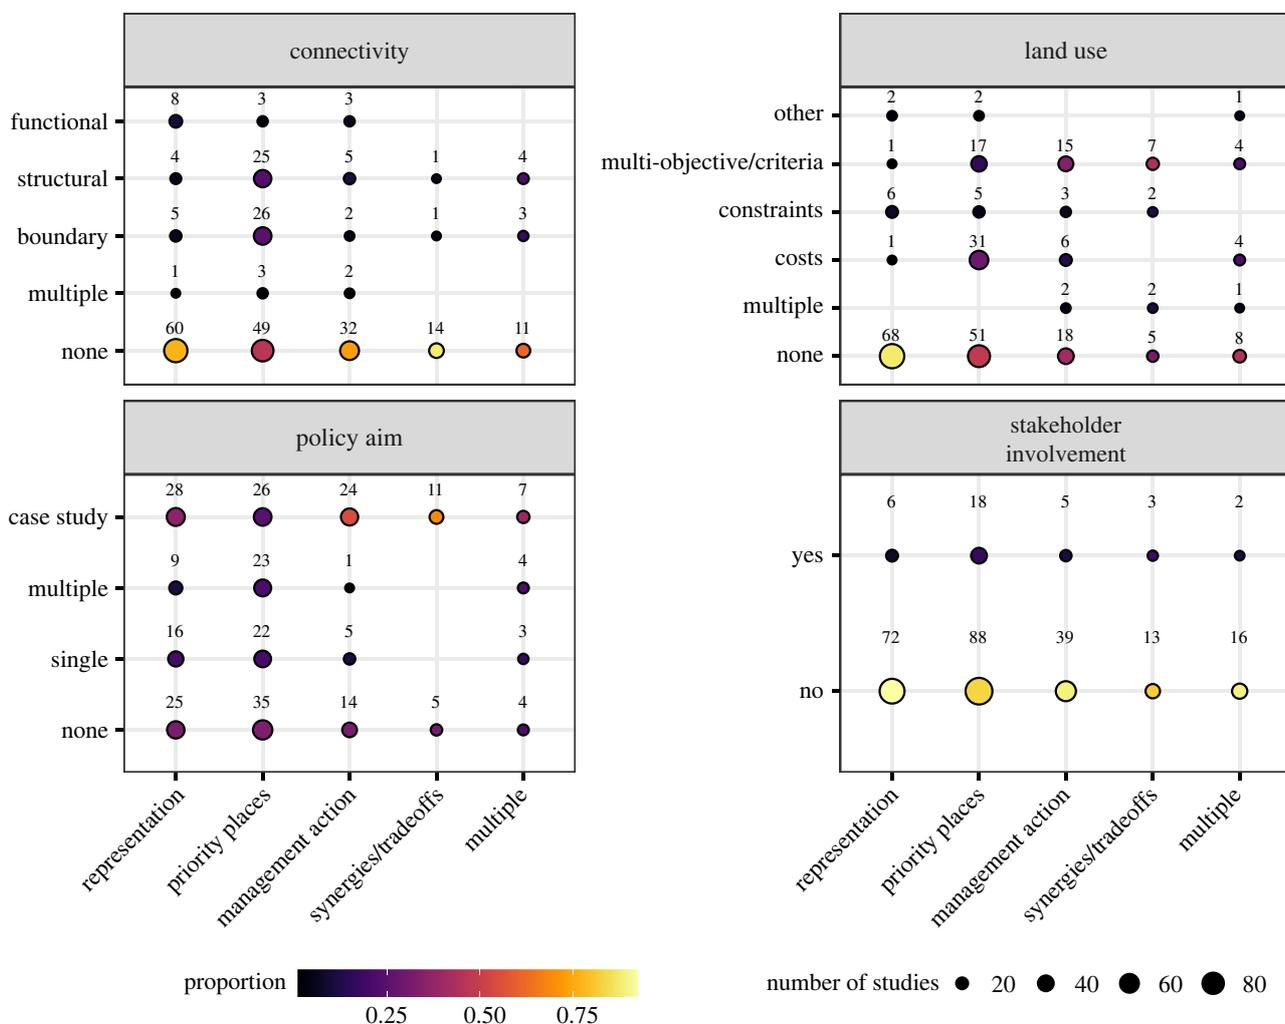 connectivity
8 3 3
functional
4 25 5 1 4
structural
5 26 2 1 3
boundary
1 3 2
multiple
60 49 32 14 11
none
land use
2 2 1
other
1 17 15 7 4
multi-objective/criteria
6 5 3 2
constraints
1 31 6 4
costs
2 2 1
multiple
68 51 18 5 8
none
policy aim
28 26 24 11 7
case study
9 23 1 4
multiple
16 22 5 3
single
25 35 14 5 4
none
representation
priority places
management action
synergies/tradeoffs
multiple
stakeholder
involvement
6 18 5 3 2
yes
72 88 39 13 16
no
representation
priority places
management action
synergies/tradeoffs
multiple
proportion
0.25 0.50 0.75
number of studies 20 40 60 80